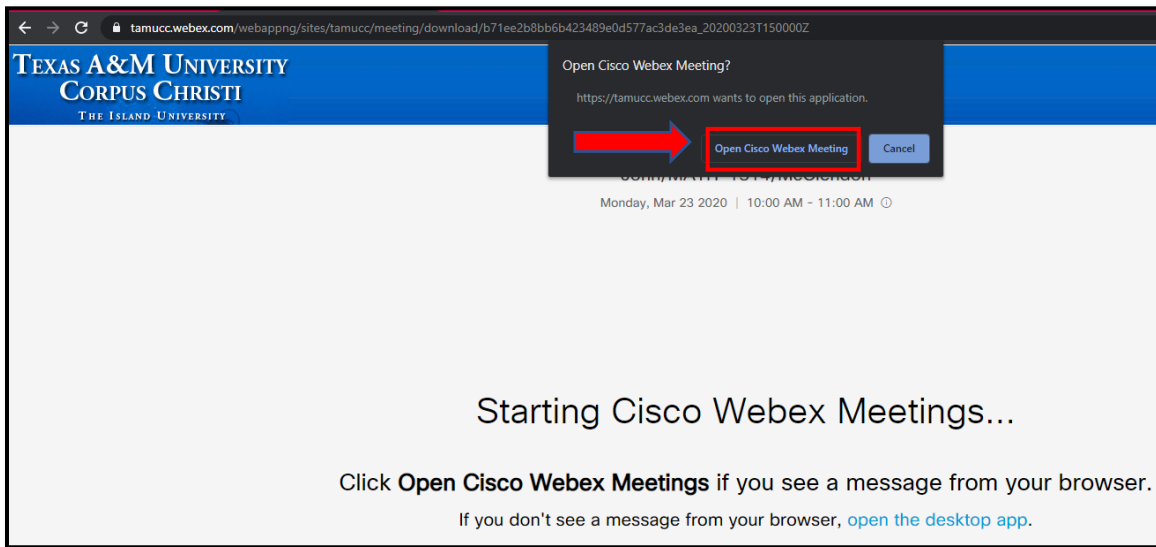 tamucc.webex.com/webappng/sites/tamucc/meeting/download/b71ee2b8bb6b423489e0d577ac3de3ea_20200323T150000Z
TEXAS A&M UNIVERSITY
CORPUS CHRISTI
THE ISLAND UNIVERSITY
Open Cisco Webex Meeting?
https://tamucc.webex.com wants to open this application.
Open Cisco Webex Meeting
Cancel
Monday, Mar 23 2020 | 10:00 AM - 11:00 AM
Starting Cisco Webex Meetings...
Click Open Cisco Webex Meetings if you see a message from your browser.
If you don't see a message from your browser, open the desktop app.